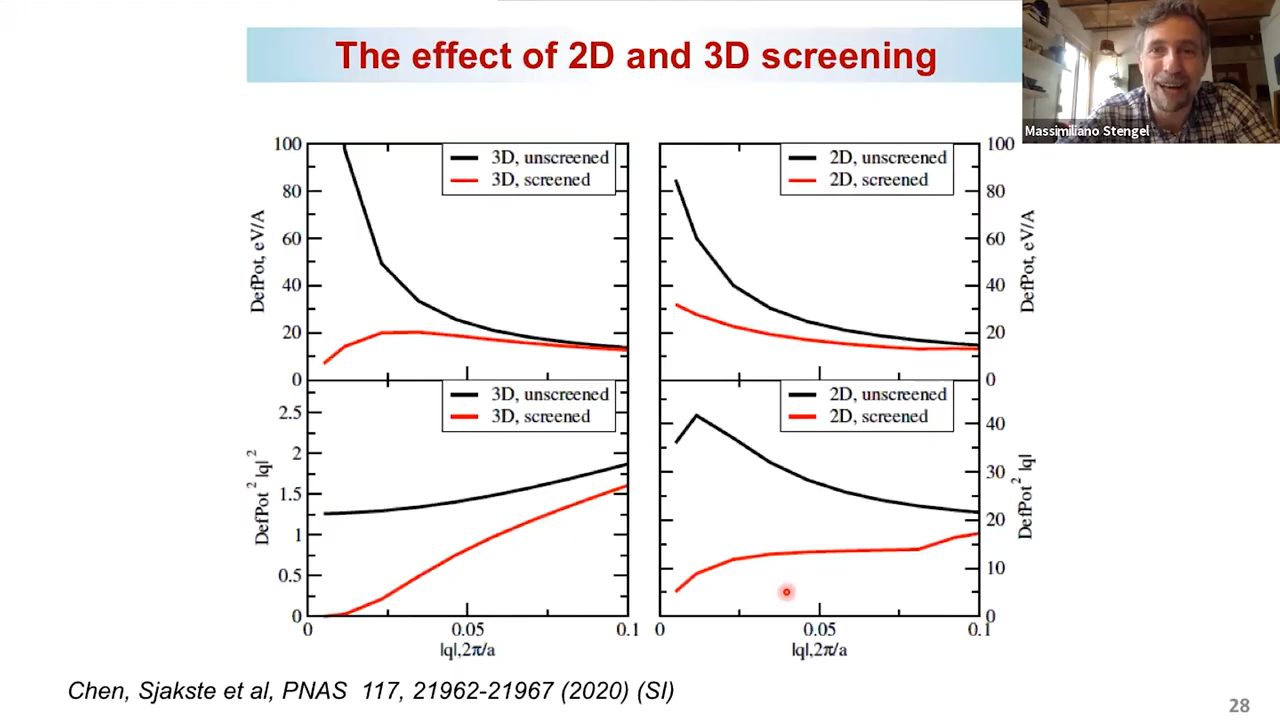 The effect of 2D and 3D screening
Massimiliano Stengel
3D, unscreened
3D, screened
100
80
60
40
20
0
DefPot, eV/A
2D, unscreened
2D, screened
100
80
60
40
20
0
DefPot, eV/A
3D, unscreened
3D, screened
2.5
2
1.5
1
0.5
0
DefPot 2 |q| 2
0 0.05 0.1
|q|,2π/a
2D, unscreened
2D, screened
40
30
20
10
0
DefPot 2 |q|
0 0.05 0.1
|q|,2π/a
Chen, Sjakste et al, PNAS 117, 21962-21967 (2020) (SI)
28